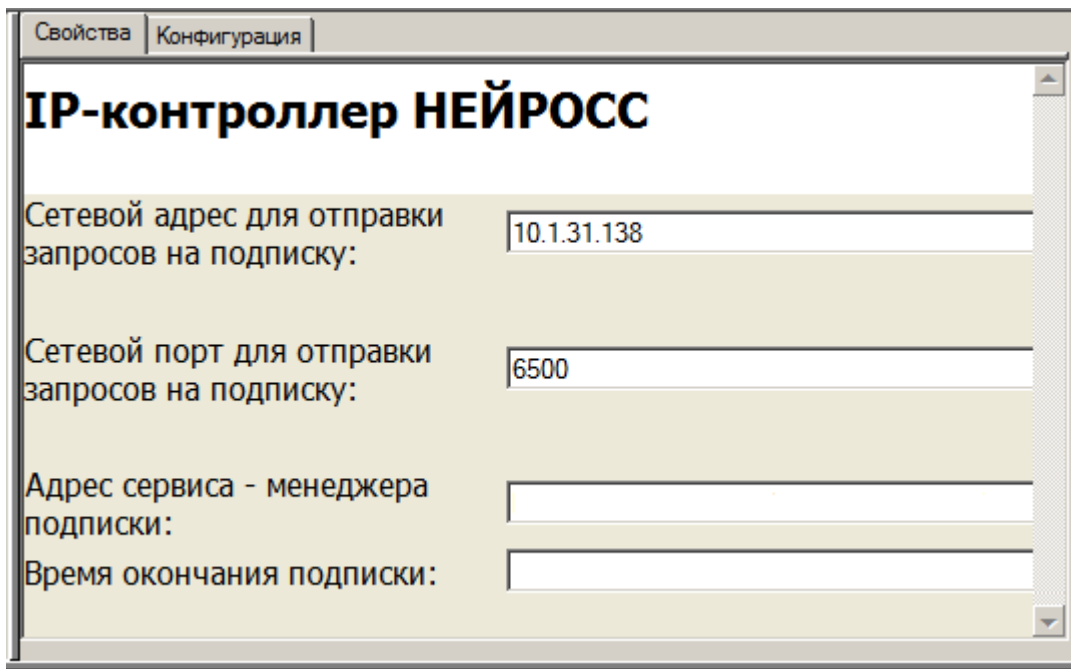 Свойства
Конфигурация
IP-контроллер НЕЙРОСС
Сетевой адрес для отправки
запросов на подписку:
10.1.31.138
Сетевой порт для отправки
запросов на подписку:
6500
Адрес сервиса - менеджера
подписки:
Время окончания подписки: